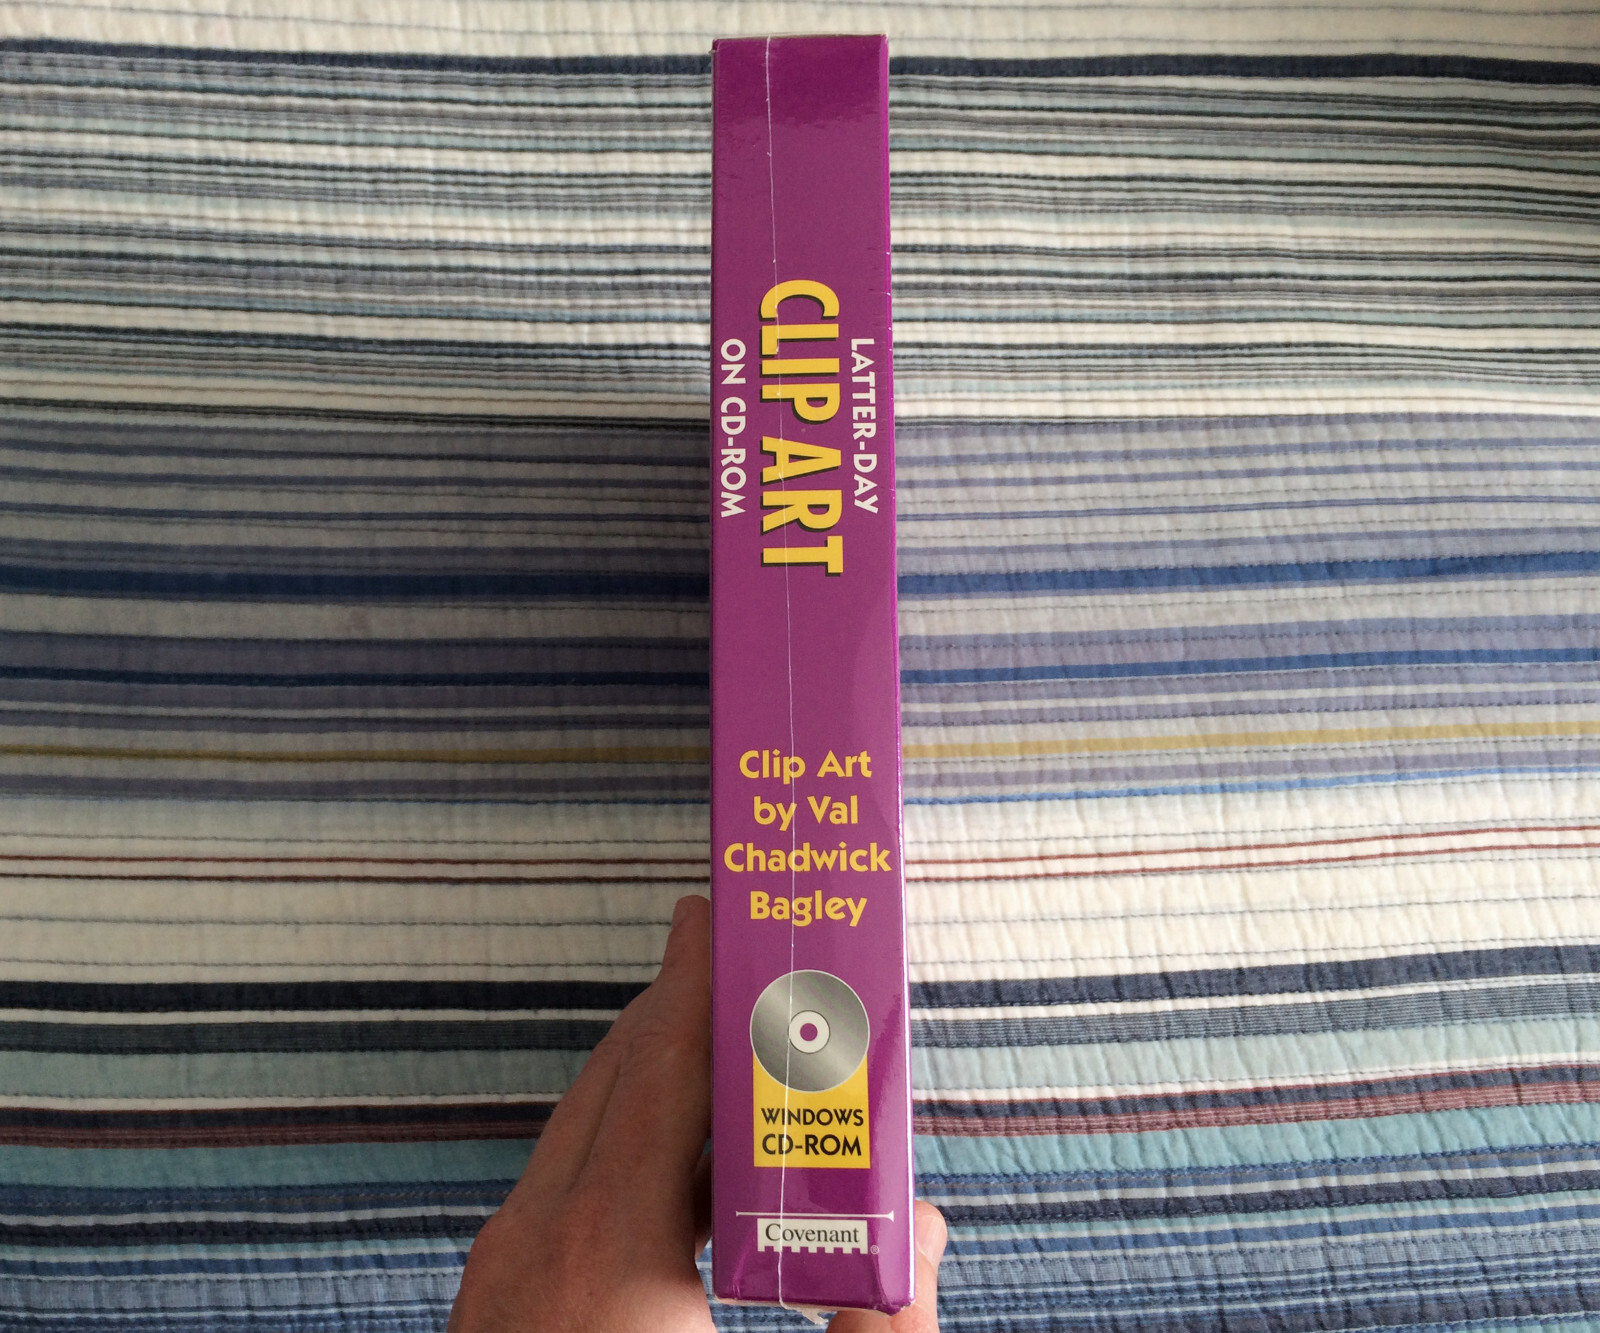 LATTER-DAY
CLIP ART
ON CD-ROM
Clip Art
by Val
Chadwick
Bagley
WINDOWS
CD-ROM
Covenant®